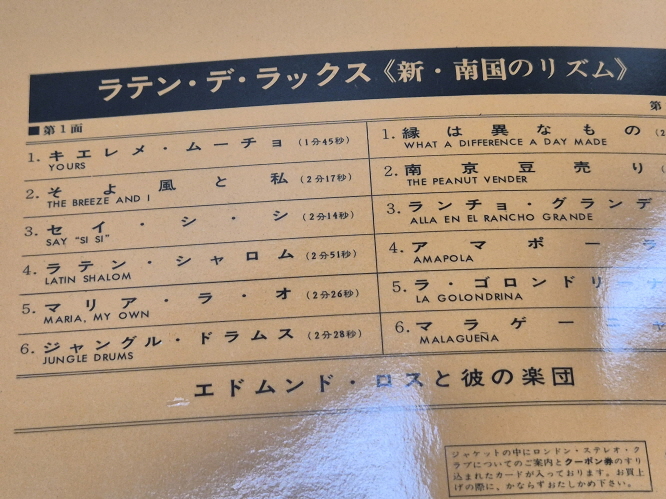 ラテン・デ・ラックス《新・南国のリズム》
■第1面
1. キエレメ・ムーチョ (1分45秒)
YOURS
2. そよ風と私 (2分17秒)
THE BREEZE AND I
3. セイ・シ・シ (2分14秒)
SAY "SI SI"
4. ラテン・シャロム (2分51秒)
LATIN SHALOM
5. マリア・ラ・オ (2分26秒)
MARIA, MY OWN
6. ジャングル・ドラムス (2分28秒)
JUNGLE DRUMS
第
1. 縁は異なもの (2
WHAT A DIFFERENCE A DAY MADE
2. 南京豆売り (2
THE PEANUT VENDER
3. ランチョ・グランデ
ALLA EN EL RANCHO GRANDE
4. アマポーラ
AMAPOLA
5. ラ・ゴロンドリーナ
LA GOLONDRINA
6. マラゲーニャ
MALAGUEÑA
エドムンド・ロスと彼の楽団
ジャケットの中にロンドン・ステレオ・ク
ラブについてのご案内とクーポン券のすり
込まれたカードが入っております。お買上
げの際に、かならずおたしかめ下さい。